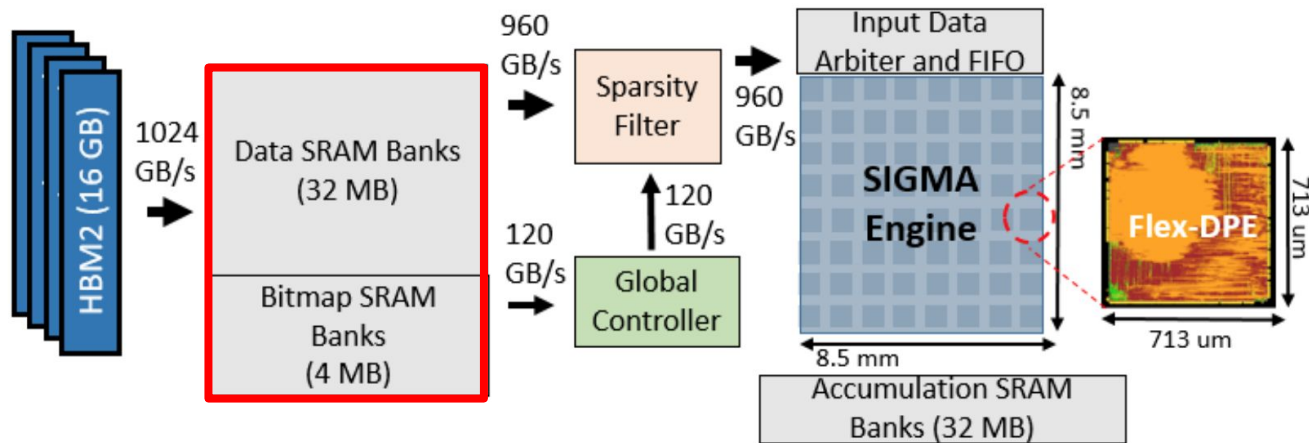 HBM2 (16 GB)
1024
GB/s
Data SRAM Banks
(32 MB)
Bitmap SRAM
Banks
(4 MB)
960
GB/s
120
GB/s
Sparsity
Filter
120
GB/s
Global
Controller
960
GB/s
Input Data
Arbiter and FIFO
SIGMA
Engine
8.5 mm
8.5 mm
Accumulation SRAM
Banks (32 MB)
Flex-DPE
713 um
713 um